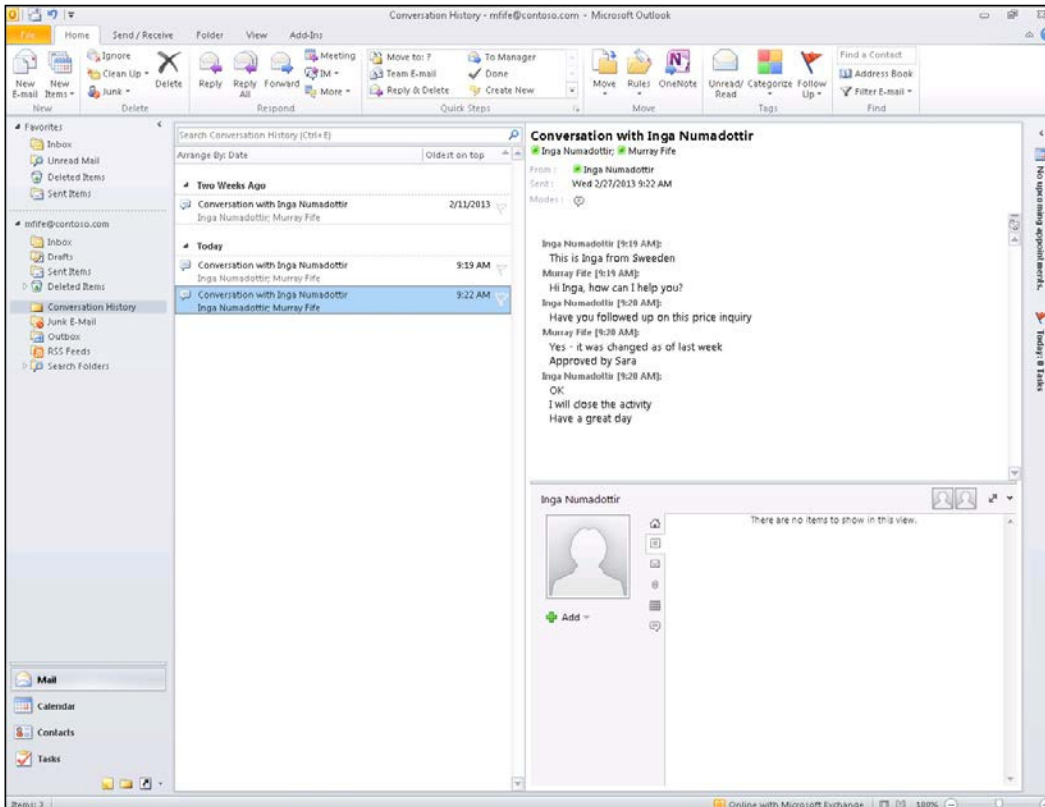 Conversation History - mfife@contoso.com - Microsoft Outlook
File Home Send / Receive Folder View Add-Ins
New E-mail
New Items
New
Ignore
Clean Up
Junk
Delete
Delete
Reply
Reply All
Forward
Meeting
IM
More
Respond
Move to: ?
Team E-mail
Reply & Delete
To Manager
Done
Create New
Quick Steps
Move
Rules
OneNote
Move
Unread/ Read
Categorize
Follow Up
Tags
Find a Contact
Address Book
Filter E-mail
Find
Favorites
Inbox
Unread Mail
Deleted Items
Sent Items
mfife@contoso.com
Inbox
Drafts
Sent Items
Deleted Items
Conversation History
Junk E-Mail
Outbox
RSS Feeds
Search Folders
Mail
Calendar
Contacts
Tasks
Search Conversation History (Ctrl+E)
Arrange By: Date Oldest on top
Two Weeks Ago
Conversation with Inga Numadottir 2/11/2013
Inga Numadottir; Murray Fife
Today
Conversation with Inga Numadottir 9:19 AM
Inga Numadottir; Murray Fife
Conversation with Inga Numadottir 9:22 AM
Inga Numadottir; Murray Fife
Conversation with Inga Numadottir
Inga Numadottir; Murray Fife
From: Inga Numadottir
Sent: Wed 2/27/2013 9:22 AM
Modes:
Inga Numadottir [9:19 AM]:
This is Inga from Sweeden
Murray Fife [9:19 AM]:
Hi Inga, how can I help you?
Inga Numadottir [9:20 AM]:
Have you followed up on this price inquiry
Murray Fife [9:20 AM]:
Yes - it was changed as of last week
Approved by Sara
Inga Numadottir [9:20 AM]:
OK
I will close the activity
Have a great day
Inga Numadottir
There are no items to show in this view.
Add
No upcoming appointments.
Today: 0 Tasks
Items: 3
Online with Microsoft Exchange 100%